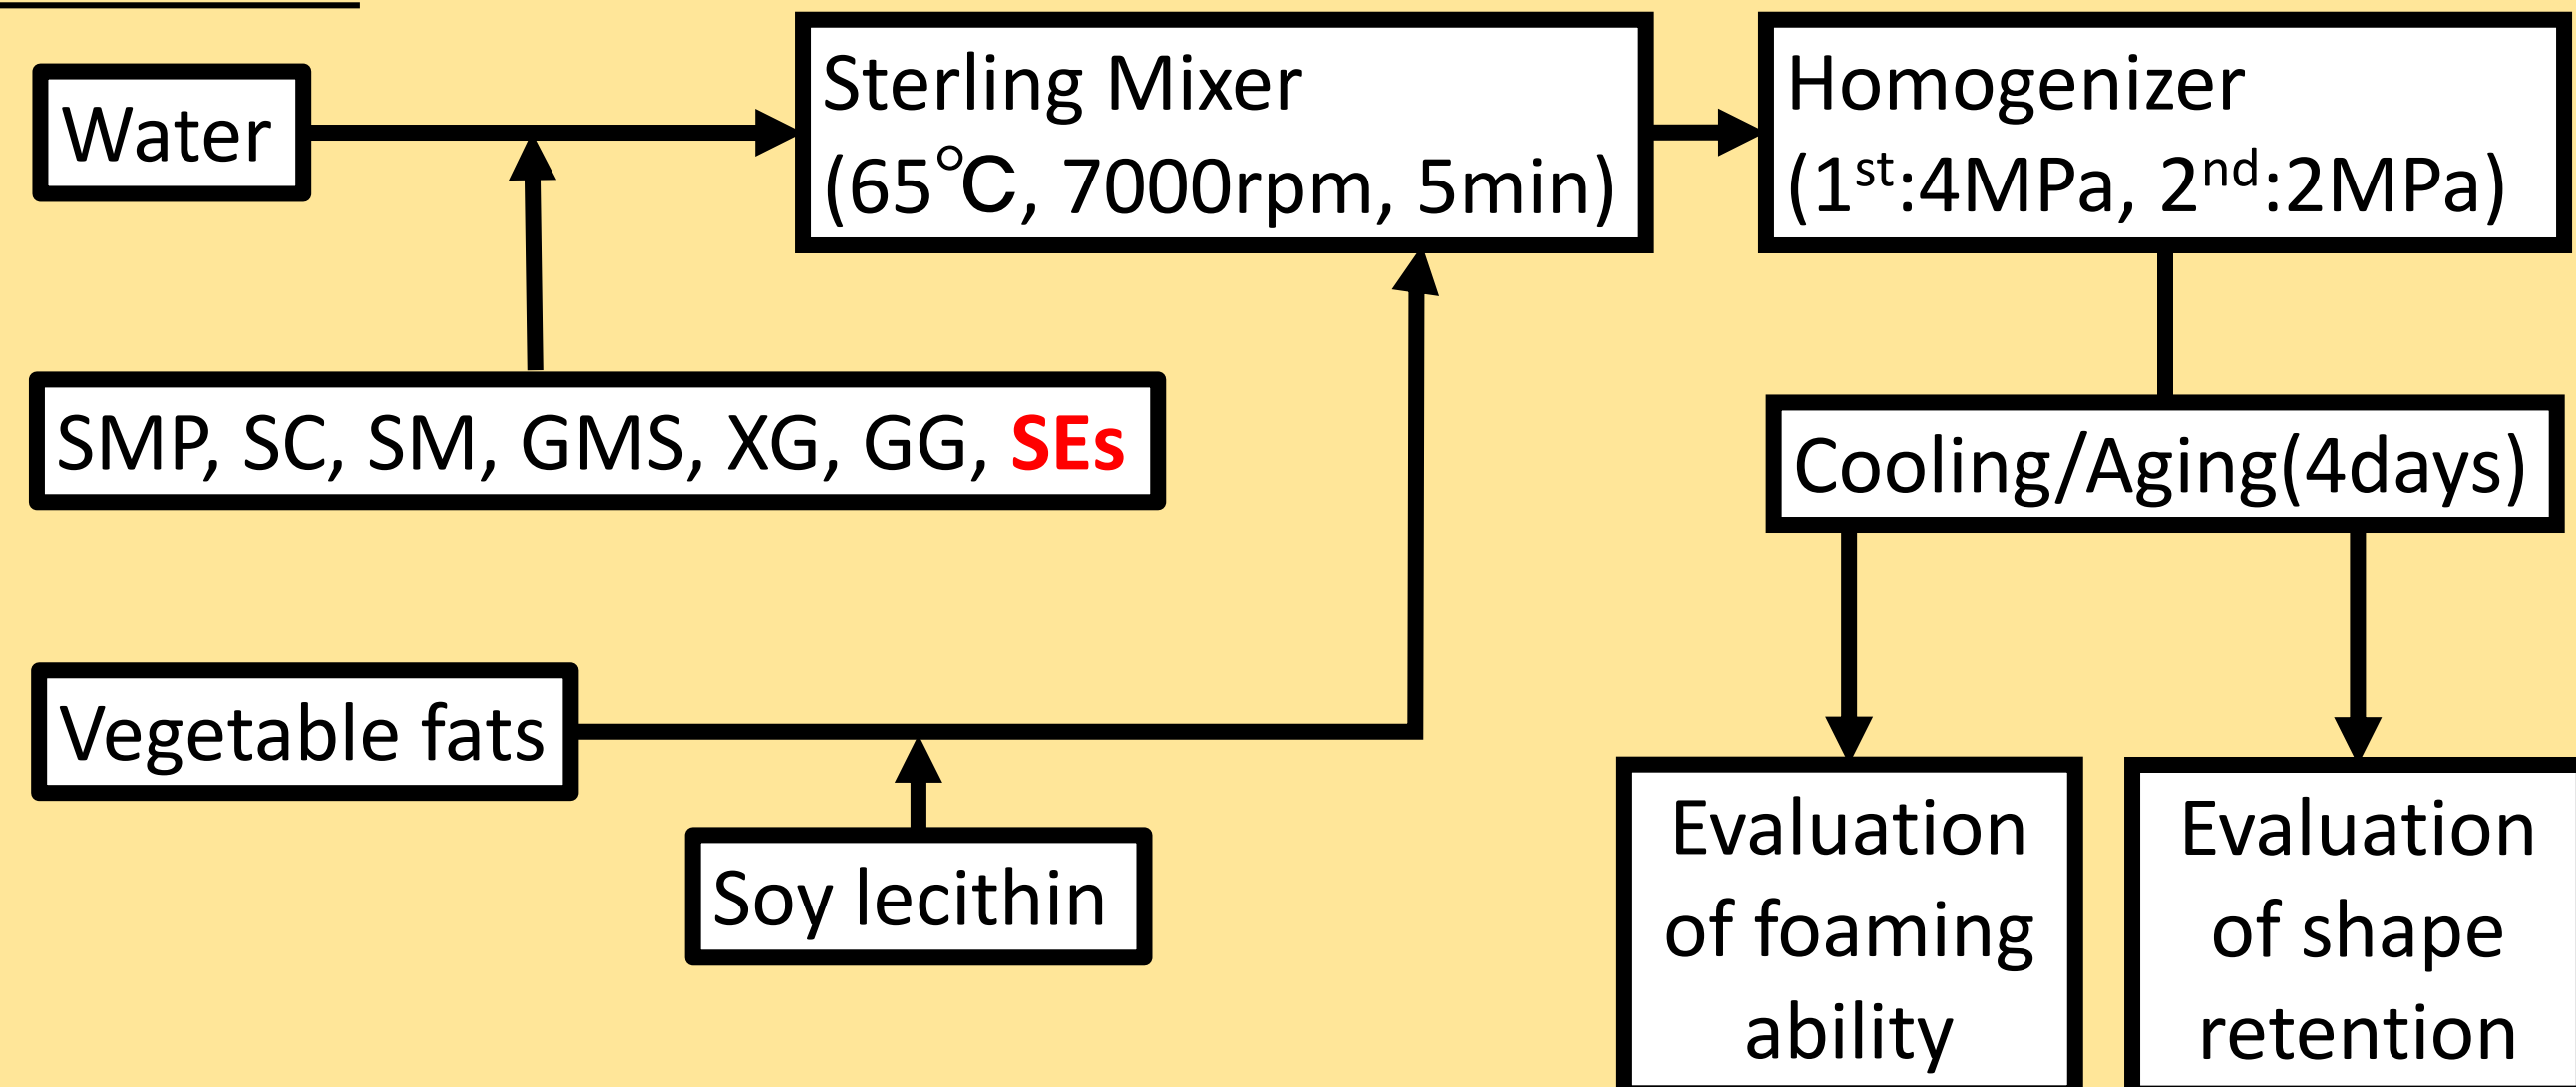 Water
Sterling Mixer
(65℃, 7000rpm, 5min)
Homogenizer
(1st:4MPa, 2nd:2MPa)
SMP, SC, SM, GMS, XG, GG, SEs
Cooling/Aging(4days)
Vegetable fats
Soy lecithin
Evaluation
of foaming
ability
Evaluation
of shape
retention